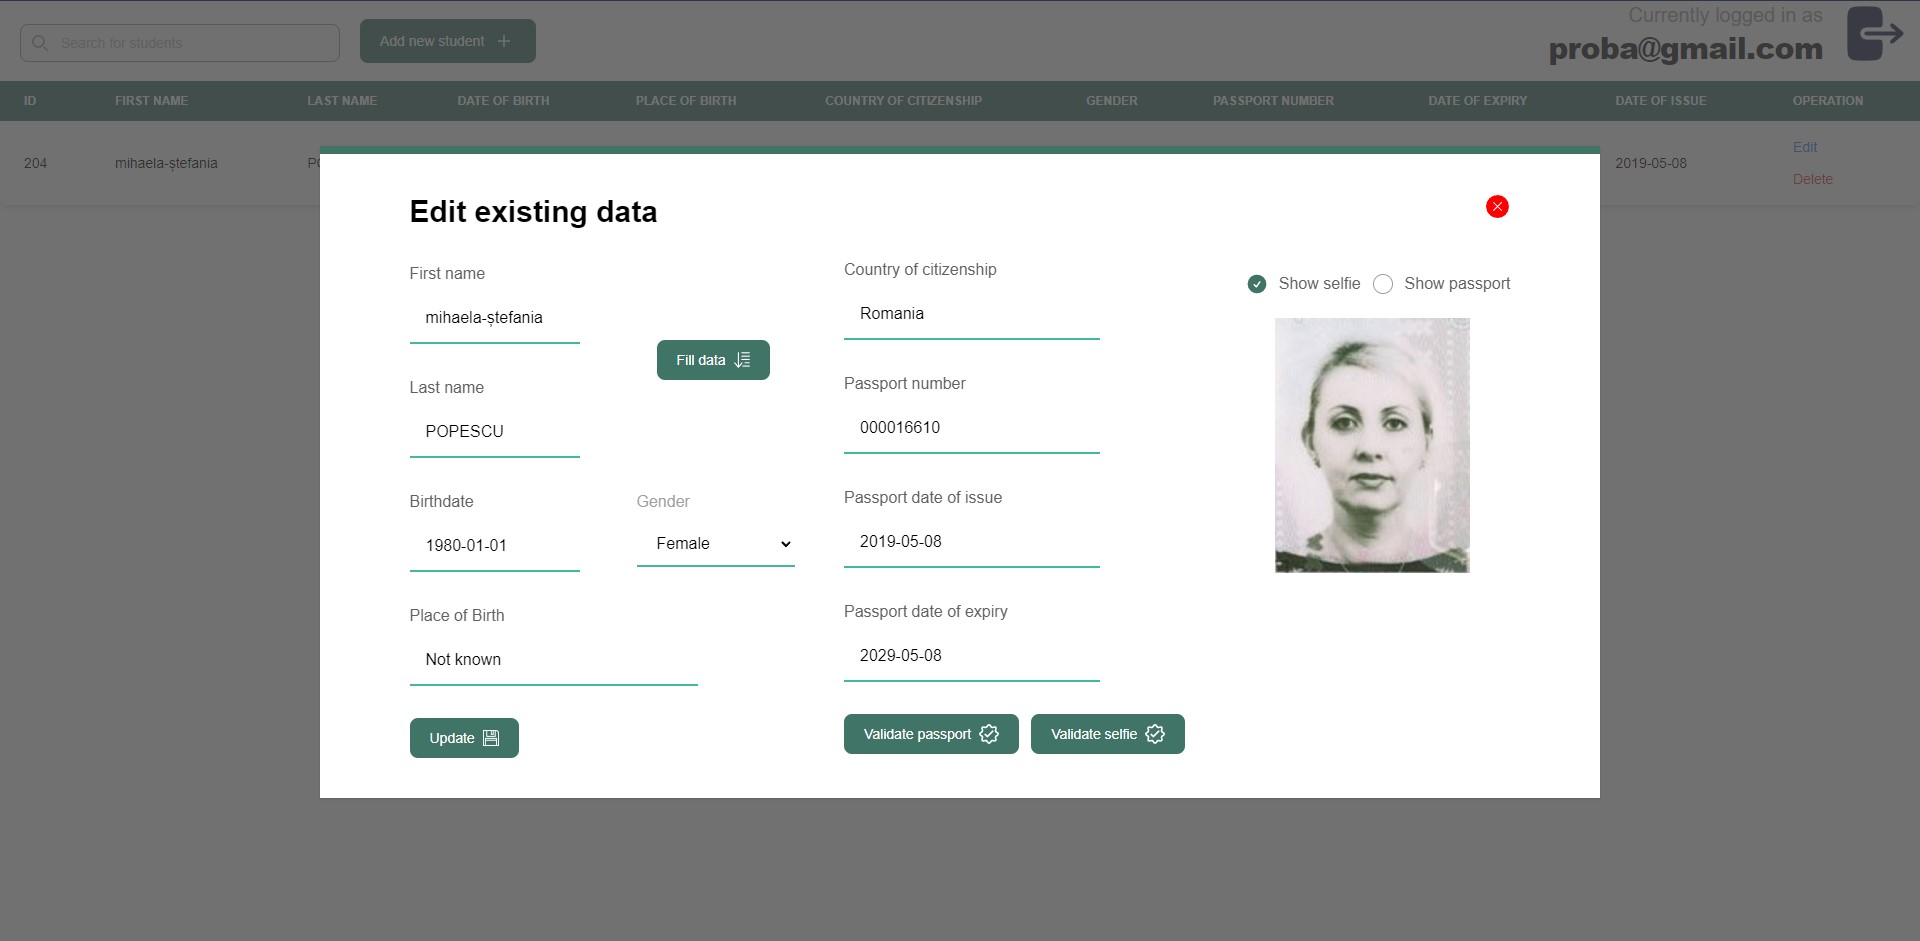 Search for students
Add new student
Currently logged in as
proba@gmail.com
ID FIRST NAME LAST NAME DATE OF BIRTH PLACE OF BIRTH COUNTRY OF CITIZENSHIP GENDER PASSPORT NUMBER DATE OF EXPIRY DATE OF ISSUE OPERATION
204 mihaela-ștefania 2019-05-08 Edit
Delete
Edit existing data
First name
mihaela-ștefania
Fill data
Last name
POPESCU
Birthdate
1980-01-01
Gender
Female
Place of Birth
Not known
Update
Country of citizenship
Romania
Passport number
000016610
Passport date of issue
2019-05-08
Passport date of expiry
2029-05-08
Validate passport
Validate selfie
Show selfie
Show passport